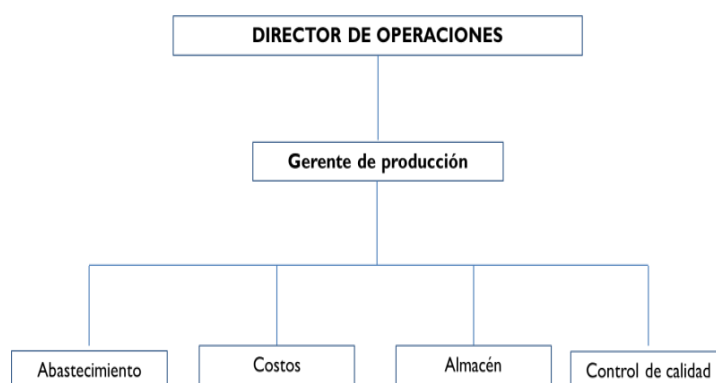 DIRECTOR DE OPERACIONES
Gerente de producción
Abastecimiento
Costos
Almacén
Control de calidad